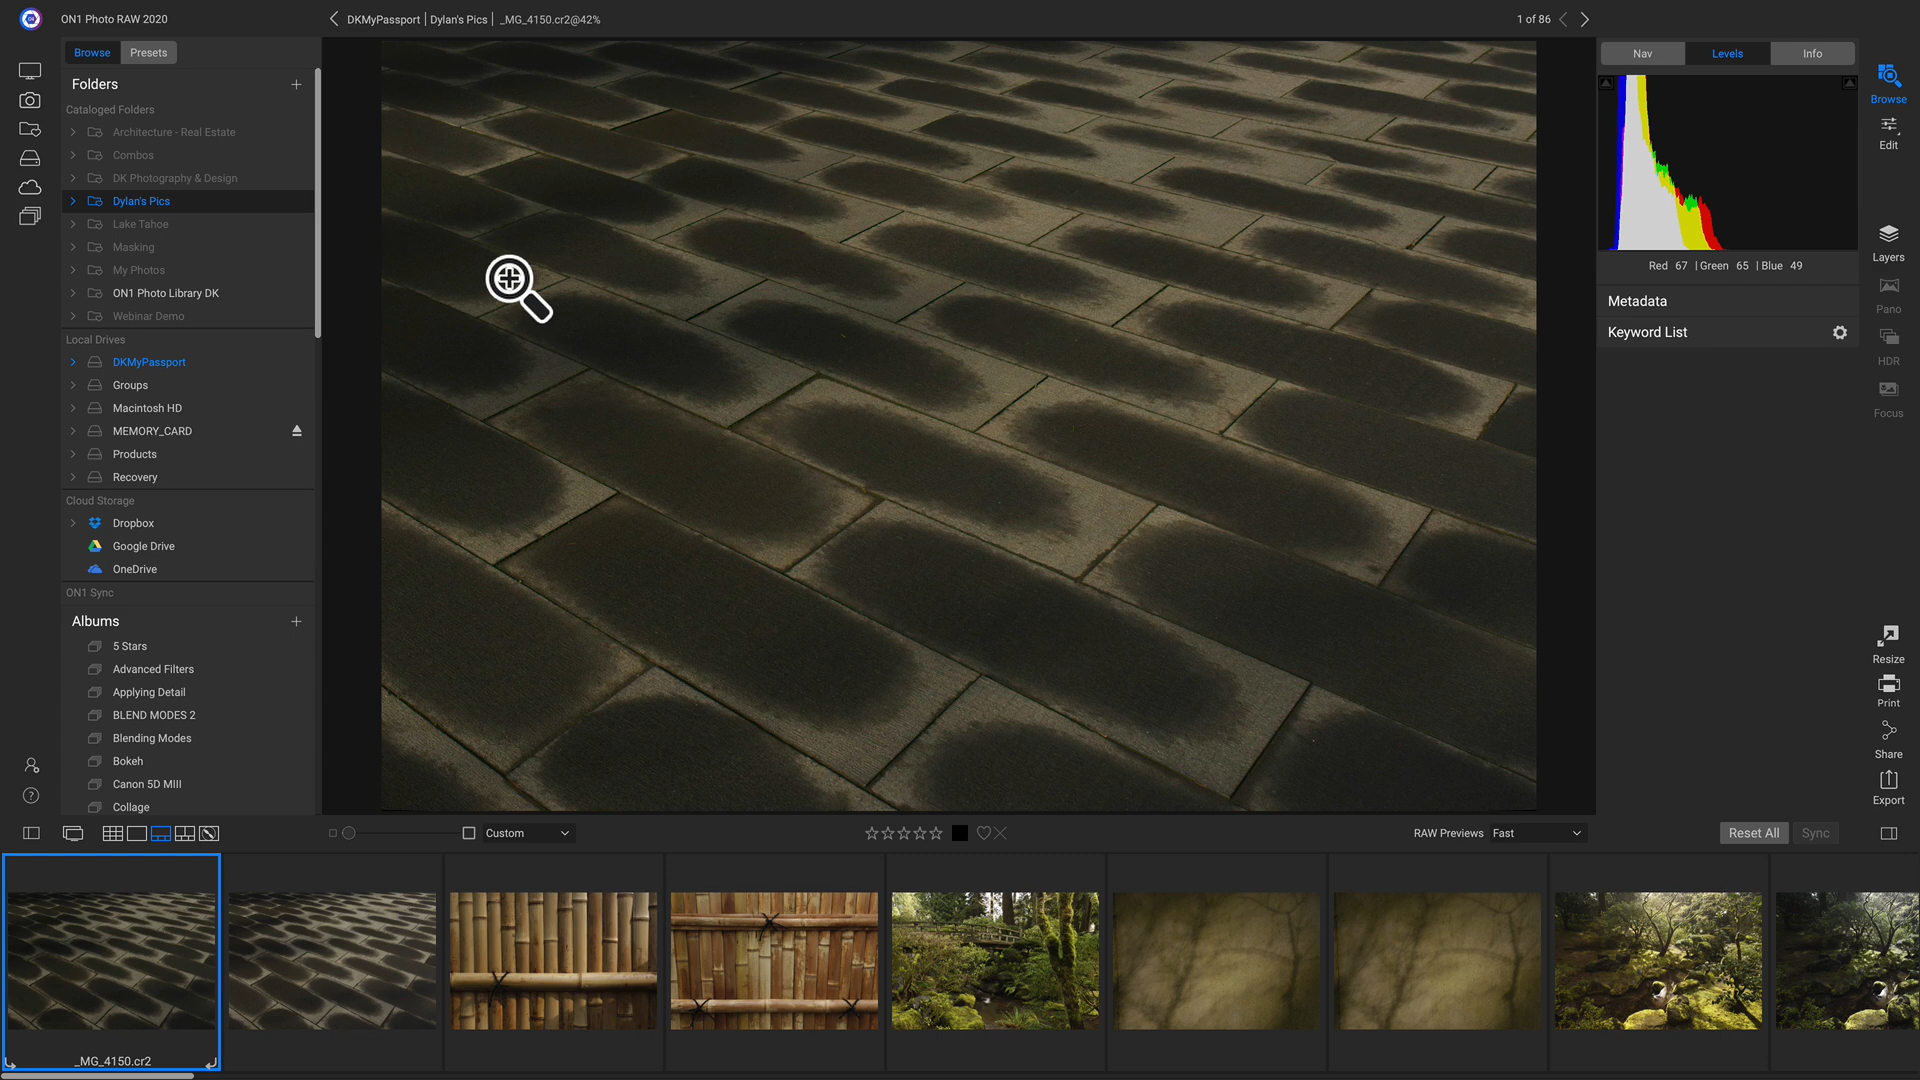 ON1 Photo RAW 2020
DKMyPassport | Dylan's Pics | _MG_4150.cr2@42%
1 of 86
Browse
Presets
Folders
Cataloged Folders
Architecture - Real Estate
Combos
DK Photography & Design
Dylan's Pics
Lake Tahoe
Masking
My Photos
ON1 Photo Library DK
Webinar Demo
Local Drives
DKMyPassport
Groups
Macintosh HD
MEMORY_CARD
Products
Recovery
Cloud Storage
Dropbox
Google Drive
OneDrive
ON1 Sync
Albums
5 Stars
Advanced Filters
Applying Detail
BLEND MODES 2
Blending Modes
Bokeh
Canon 5D MIII
Collage
Nav
Levels
Info
Red 67 | Green 65 | Blue 49
Metadata
Keyword List
Browse
Edit
Layers
Pano
HDR
Focus
Resize
Print
Share
Export
Custom
RAW Previews Fast
Reset All
Sync
_MG_4150.cr2